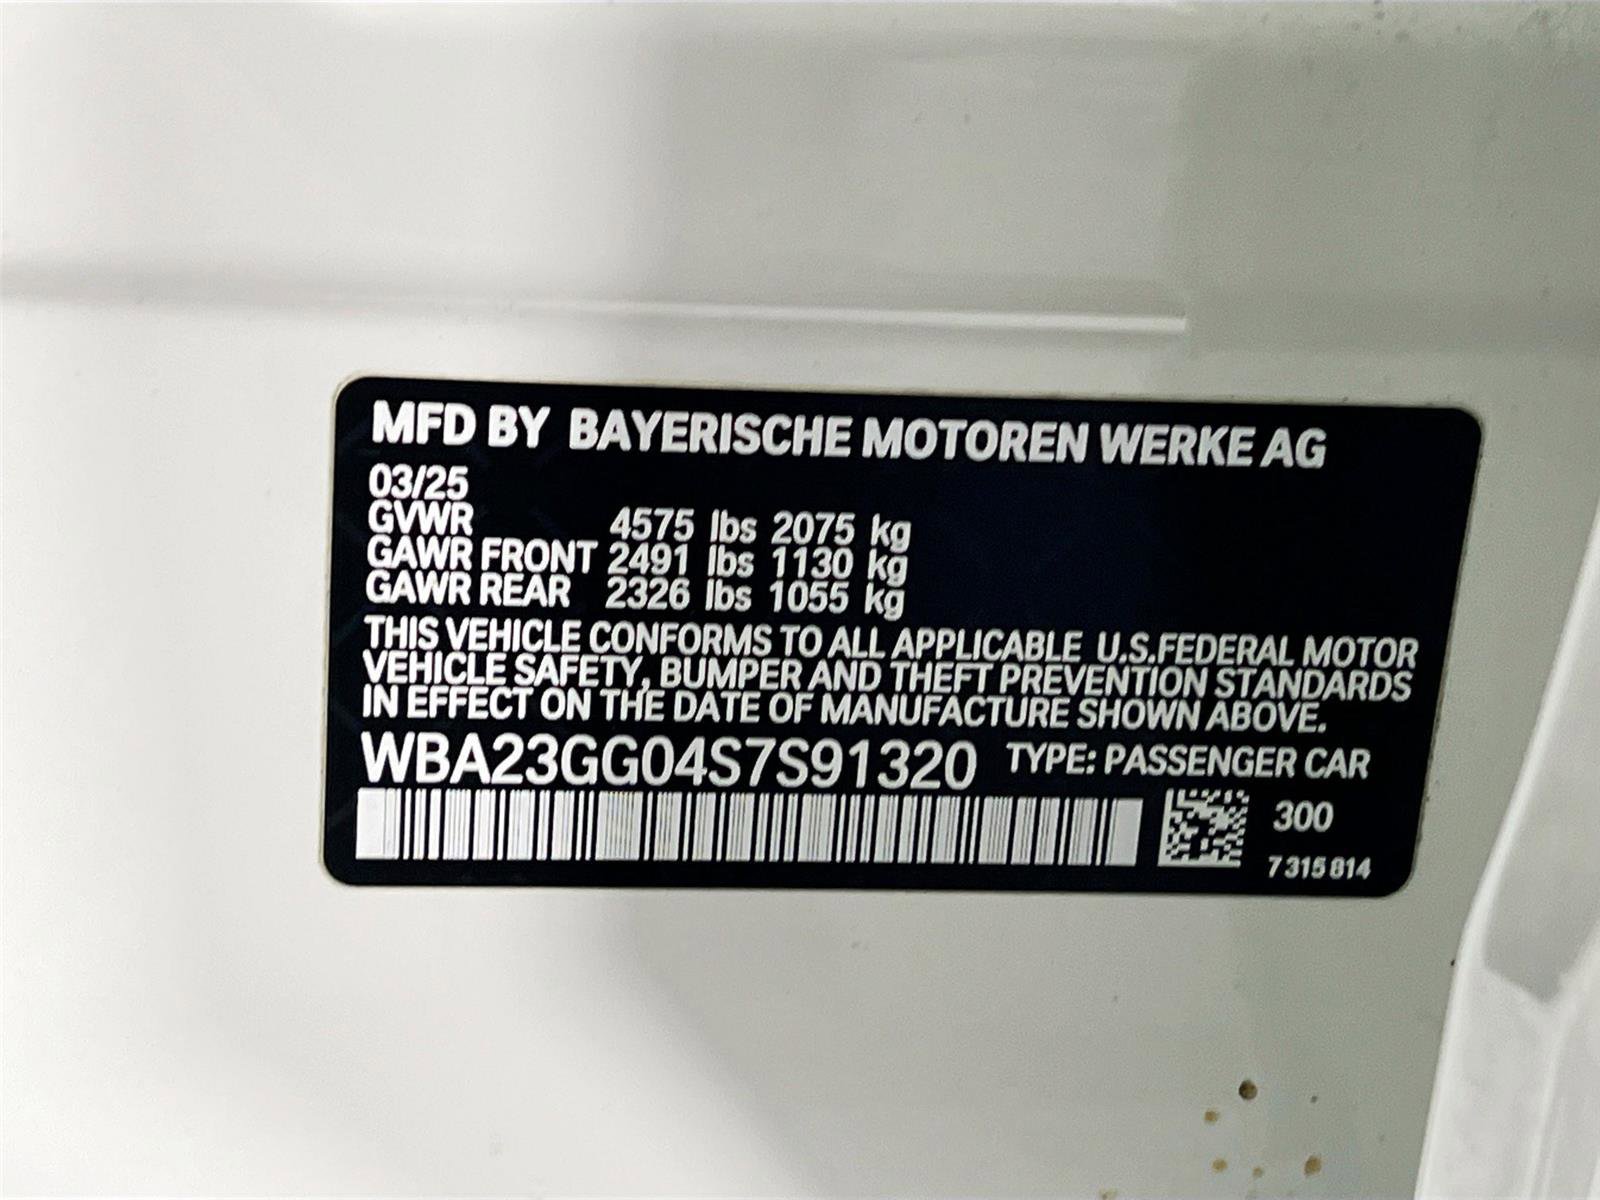 MFD BY BAYERISCHE MOTOREN WERKE AG
03/25
GVWR 4575 lbs 2075 kg
GAWR FRONT 2491 lbs 1130 kg
GAWR REAR 2326 lbs 1055 kg
THIS VEHICLE CONFORMS TO ALL APPLICABLE U.S.FEDERAL MOTOR
VEHICLE SAFETY, BUMPER AND THEFT PREVENTION STANDARDS
IN EFFECT ON THE DATE OF MANUFACTURE SHOWN ABOVE.
WBA23GG04S7S91320 TYPE: PASSENGER CAR
300
7 315 814